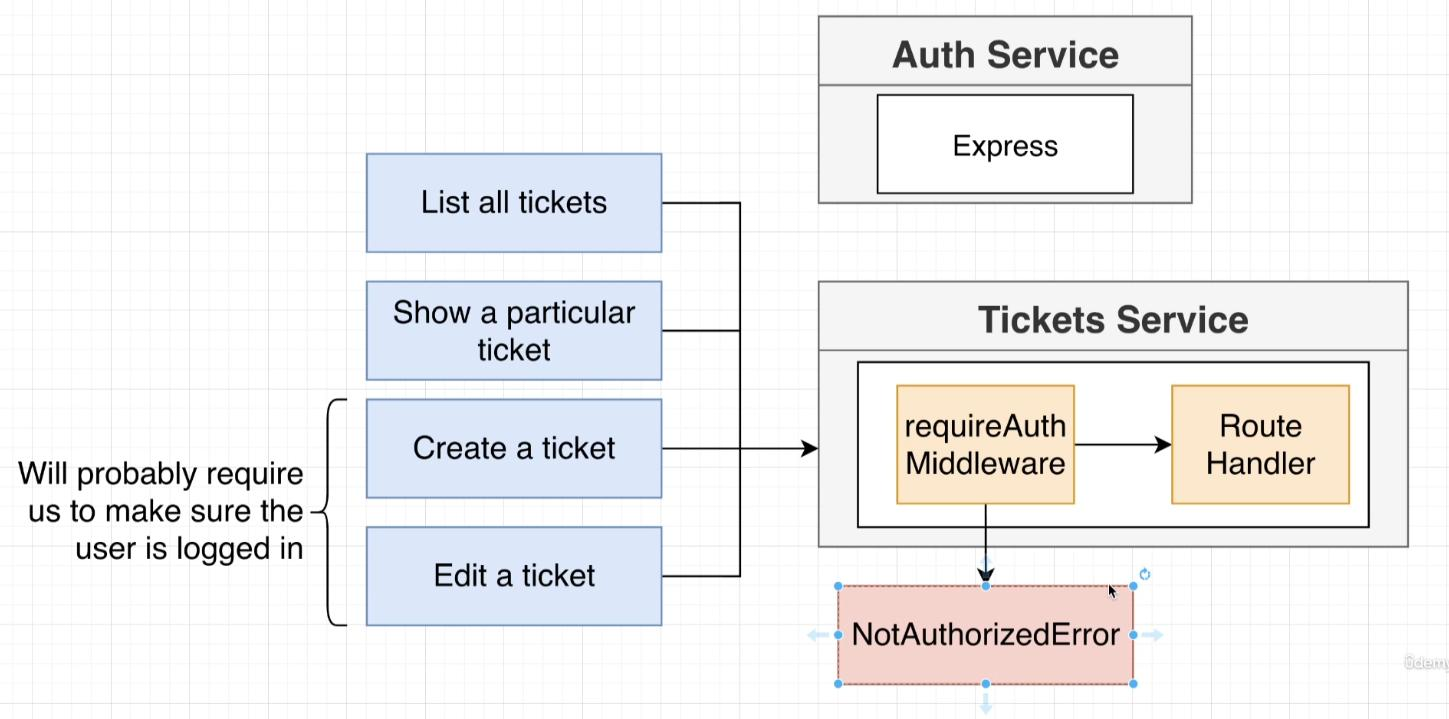 Auth Service
Express
List all tickets
Show a particular
ticket
Create a ticket
Edit a ticket
Will probably require
us to make sure the
user is logged in
Tickets Service
requireAuth
Middleware
Route
Handler
NotAuthorizedError
ûdemy